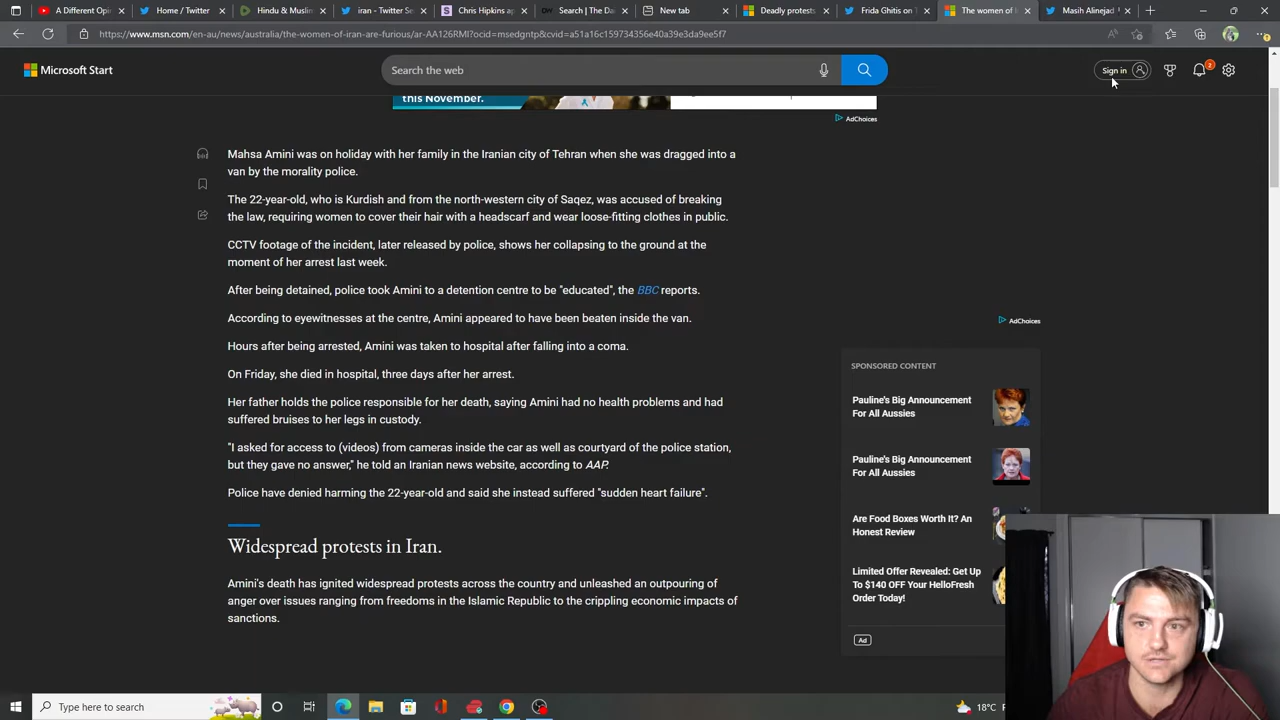 A Different Opin
Home / Twitter
Hindu & Muslim
iran - Twitter Se
Chris Hipkins ap
Search | The Da
New tab
Deadly protests
Frida Ghitis on T
The women of I
Masih Alinejad
https://www.msn.com/en-au/news/australia/the-women-of-iran-are-furious/ar-AA126RMI?ocid=msedgntp&cvid=a51a16c159734356e40e3da9dee5f7
Microsoft Start
Search the web
Sign in
2
this November.
AdChoices
Mahsa Amini was on holiday with her family in the Iranian city of Tehran when she was dragged into a
van by the morality police.
The 22-year-old, who is Kurdish and from the north-western city of Saqez, was accused of breaking
the law, requiring women to cover their hair with a headscarf and wear loose-fitting clothes in public.
CCTV footage of the incident, later released by police, shows her collapsing to the ground at the
moment of her arrest last week.
After being detained, police took Amini to a detention centre to be "educated", the BBC reports.
According to eyewitnesses at the centre, Amini appeared to have been beaten inside the van.
Hours after being arrested, Amini was taken to hospital after falling into a coma.
On Friday, she died in hospital, three days after her arrest.
Her father holds the police responsible for her death, saying Amini had no health problems and had
suffered bruises to her legs in custody.
"I asked for access to (videos) from cameras inside the car as well as courtyard of the police station,
but they gave no answer," he told an Iranian news website, according to AAP.
Police have denied harming the 22-year-old and said she instead suffered "sudden heart failure".
Widespread protests in Iran.
Amini's death has ignited widespread protests across the country and unleashed an outpouring of
anger over issues ranging from freedoms in the Islamic Republic to the crippling economic impacts of
sanctions.
AdChoices
SPONSORED CONTENT
Pauline's Big Announcement
For All Aussies
Pauline's Big Announcement
For All Aussies
Are Food Boxes Worth It? An
Honest Review
Limited Offer Revealed: Get Up
To $140 OFF Your HelloFresh
Order Today!
Ad
Type here to search
18°C